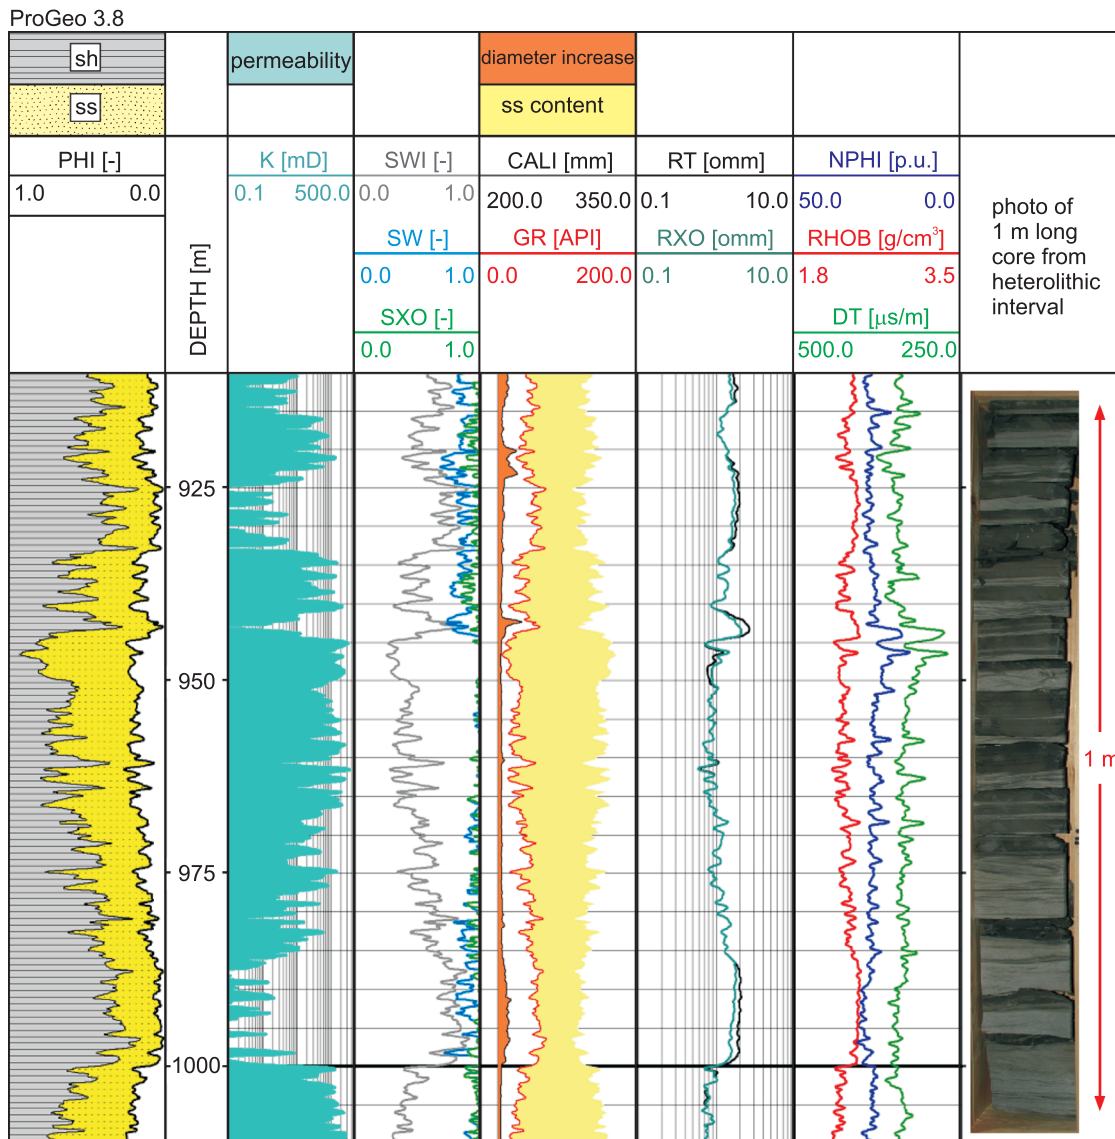 ProGeo 3.8
sh
ss
permeability
diameter increase
ss content
PHI [-]
1.0 0.0
DEPTH [m]
K [mD]
0.1 500.0
SWI [-]
0.0 1.0
SW [-]
0.0 1.0
SXO [-]
0.0 1.0
CALI [mm]
200.0 350.0
GR [API]
0.0 200.0
RT [omm]
0.1 10.0
RXO [omm]
0.1 10.0
NPHI [p.u.]
50.0 0.0
RHOB [g/cm³]
1.8 3.5
DT [µs/m]
500.0 250.0
photo of
1 m long
core from
heterolithic
interval
925
950
975
1000
1 m